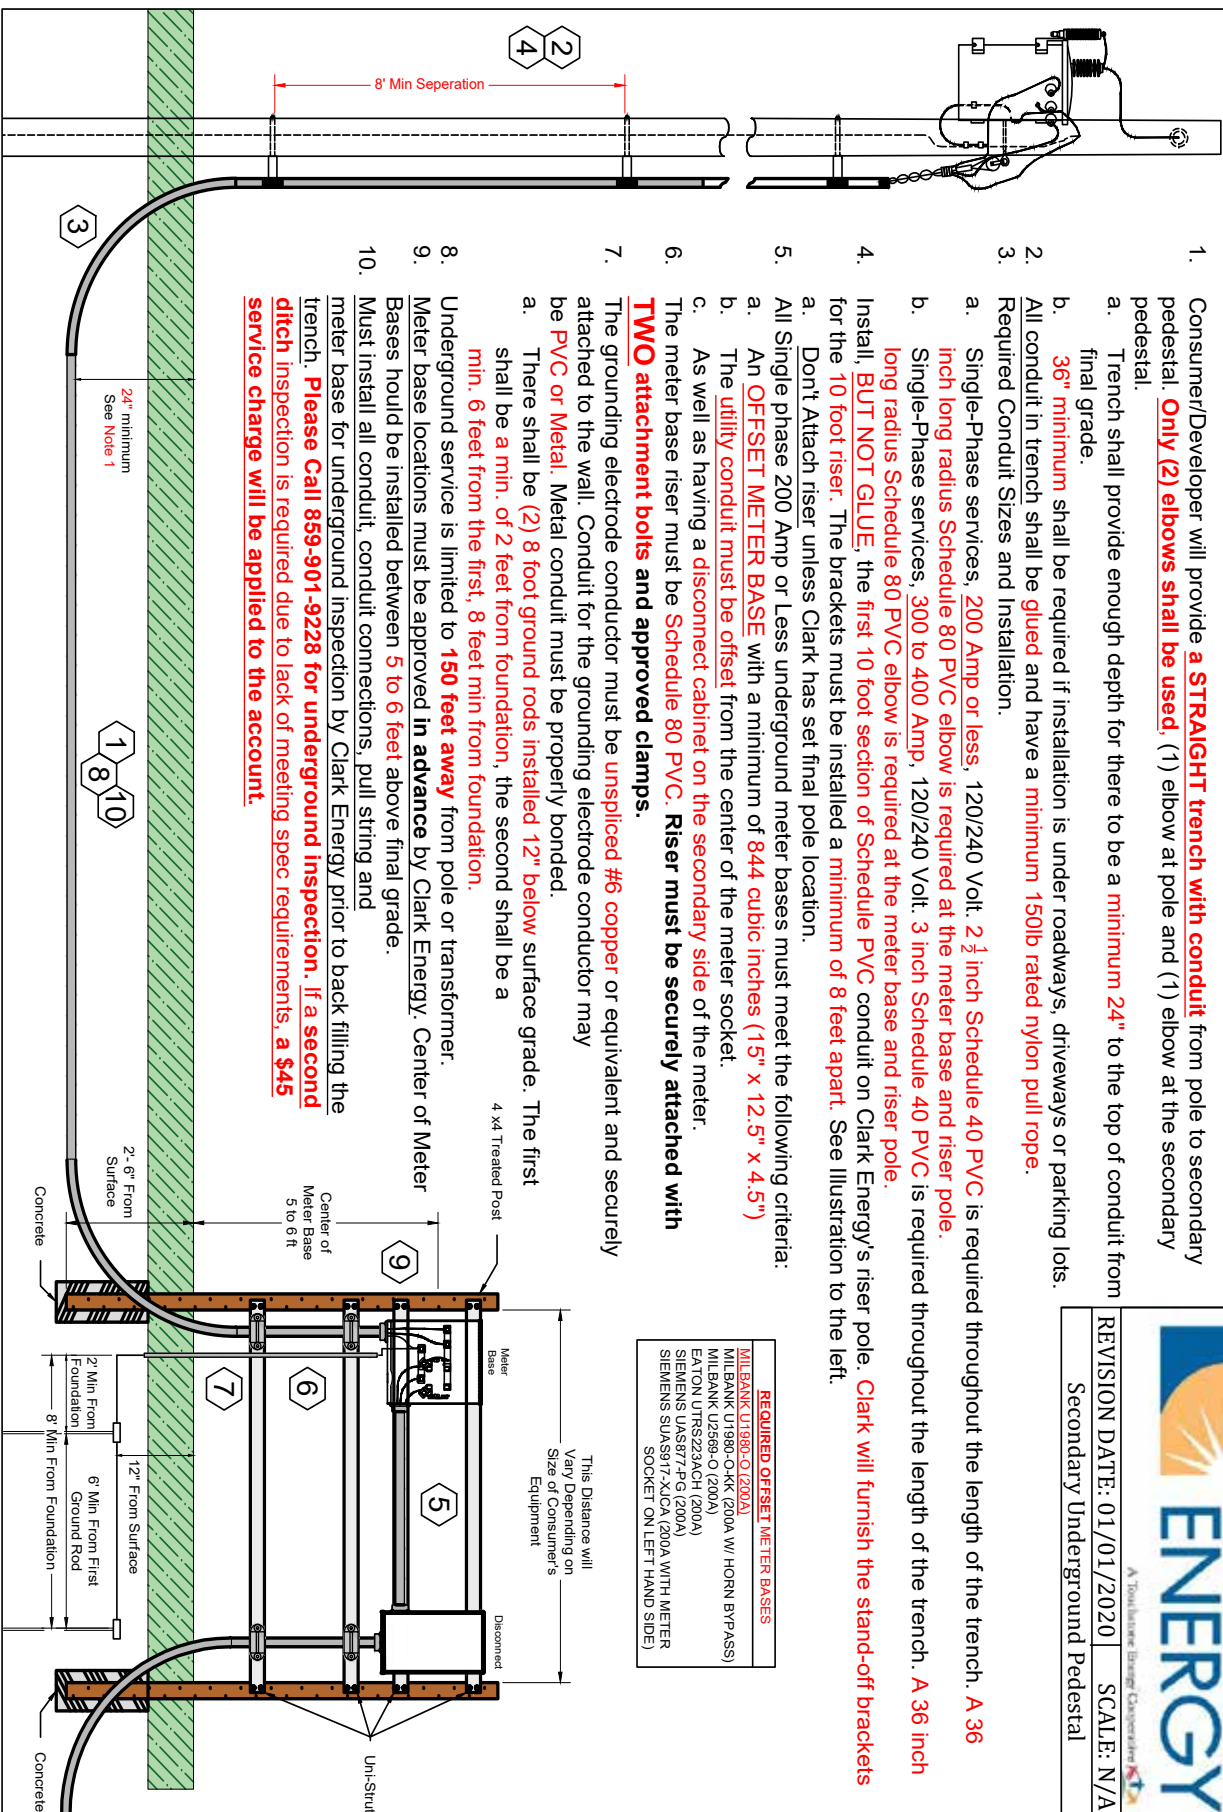 1. Consumer/Developer will provide a STRAIGHT trench with conduit from pole to secondary
pedestal. Only (2) elbows shall be used, (1) elbow at pole and (1) elbow at the secondary
pedestal.
a. Trench shall provide enough depth for there to be a minimum 24" to the top of conduit from
final grade.
b. 36" minimum shall be required if installation is under roadways, driveways or parking lots.
2. All conduit in trench shall be glued and have a minimum 150lb rated nylon pull rope.
3. Required Conduit Sizes and Installation.
a. Single-Phase services, 200 Amp or less, 120/240 Volt. 2 1/2 inch Schedule 40 PVC is required throughout the length of the trench. A 36
inch long radius Schedule 80 PVC elbow is required at the meter base and riser pole.
b. Single-Phase services, 300 to 400 Amp, 120/240 Volt. 3 inch Schedule 40 PVC is required throughout the length of the trench. A 36 inch
long radius Schedule 80 PVC elbow is required at the meter base and riser pole.
4. Install, BUT NOT GLUE, the first 10 foot section of Schedule PVC conduit on Clark Energy's riser pole. Clark will furnish the stand-off brackets
for the 10 foot riser. The brackets must be installed a minimum of 8 feet apart. See Illustration to the left.
a. Don't Attach riser unless Clark has set final pole location.
5. All Single phase 200 Amp or Less underground meter bases must meet the following criteria:
a. An OFFSET METER BASE with a minimum of 844 cubic inches (15" x 12.5" x 4.5")
b. The utility conduit must be offset from the center of the meter socket.
c. As well as having a disconnect cabinet on the secondary side of the meter.
6. The meter base riser must be Schedule 80 PVC. Riser must be securely attached with
TWO attachment bolts and approved clamps.
7. The grounding electrode conductor must be unspliced #6 copper or equivalent and securely
attached to the wall. Conduit for the grounding electrode conductor may
be PVC or Metal. Metal conduit must be properly bonded.
a. There shall be (2) 8 foot ground rods installed 12" below surface grade. The first
shall be a min. of 2 feet from foundation, the second shall be a
min. 6 feet from the first, 8 feet min from foundation.
8. Underground service is limited to 150 feet away from pole or transformer.
9. Meter base locations must be approved in advance by Clark Energy. Center of Meter
Bases should be installed between 5 to 6 feet above final grade.
10. Must install all conduit, conduit connections, pull string and
meter base for underground inspection by Clark Energy prior to back filling the
trench. Please Call 859-901-9228 for underground inspection. If a second
ditch inspection is required due to lack of meeting spec requirements, a $45
service charge will be applied to the account.
ENERGY
A Touchstone Energy Cooperative
REVISION DATE: 01/01/2020 SCALE: N/A
Secondary Underground Pedestal
REQUIRED OFFSET METER BASES
MILBANK U1980-O (200A)
MILBANK U1980-O-KK (200A W/ HORN BYPASS)
MILBANK U2569-O (200A)
EATON UTRS223ACH (200A)
SIEMENS UAS877-PG (200A)
SIEMENS SUAS917-XJCA (200A WITH METER
SOCKET ON LEFT HAND SIDE)
8' Min Seperation
2
4
3
24" minimum
See Note 1
1
8
10
2'- 6" From
Surface
Center of
Meter Base
5 to 6 ft
4 x4 Treated Post
9
Concrete
This Distance will
Vary Depending on
Size of Consumer's
Equipment
Meter
Base
Disconnect
5
6
7
Uni-Strut
2' Min From
Foundation
12" From Surface
6' Min From First
Ground Rod
8' Min From Foundation
Concrete